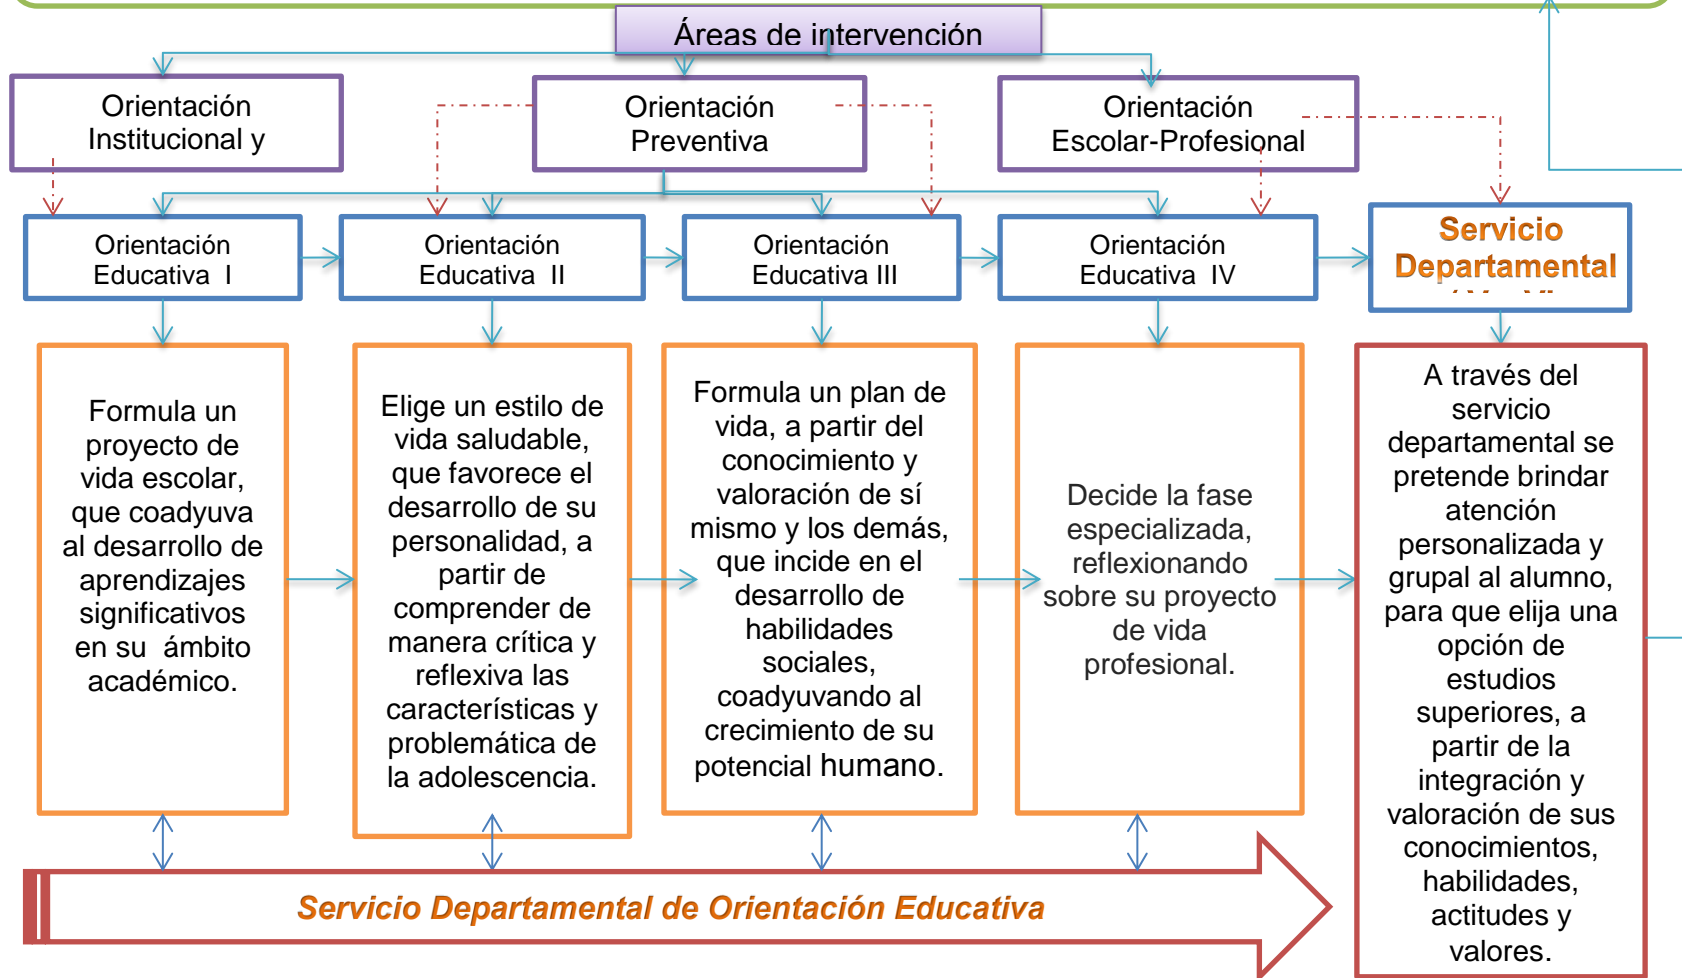 Áreas de intervención
Orientación
Institucional y
Orientación
Preventiva
Orientación
Escolar-Profesional
Orientación
Educativa I
Orientación
Educativa II
Orientación
Educativa III
Orientación
Educativa IV
Servicio
Departamental
Formula un
proyecto de
vida escolar,
que coadyuva
al desarrollo de
aprendizajes
significativos
en su ámbito
académico.
Elige un estilo de
vida saludable,
que favorece el
desarrollo de su
personalidad, a
partir de
comprender de
manera crítica y
reflexiva las
características y
problemática de
la adolescencia.
Formula un plan de
vida, a partir del
conocimiento y
valoración de sí
mismo y los demás,
que incide en el
desarrollo de
habilidades
sociales,
coadyuvando al
crecimiento de su
potencial humano.
Decide la fase
especializada,
reflexionando
sobre su proyecto
de vida
profesional.
A través del
servicio
departamental se
pretende brindar
atención
personalizada y
grupal al alumno,
para que elija una
opción de
estudios
superiores, a
partir de la
integración y
valoración de sus
conocimientos,
habilidades,
actitudes y
valores.
Servicio Departamental de Orientación Educativa